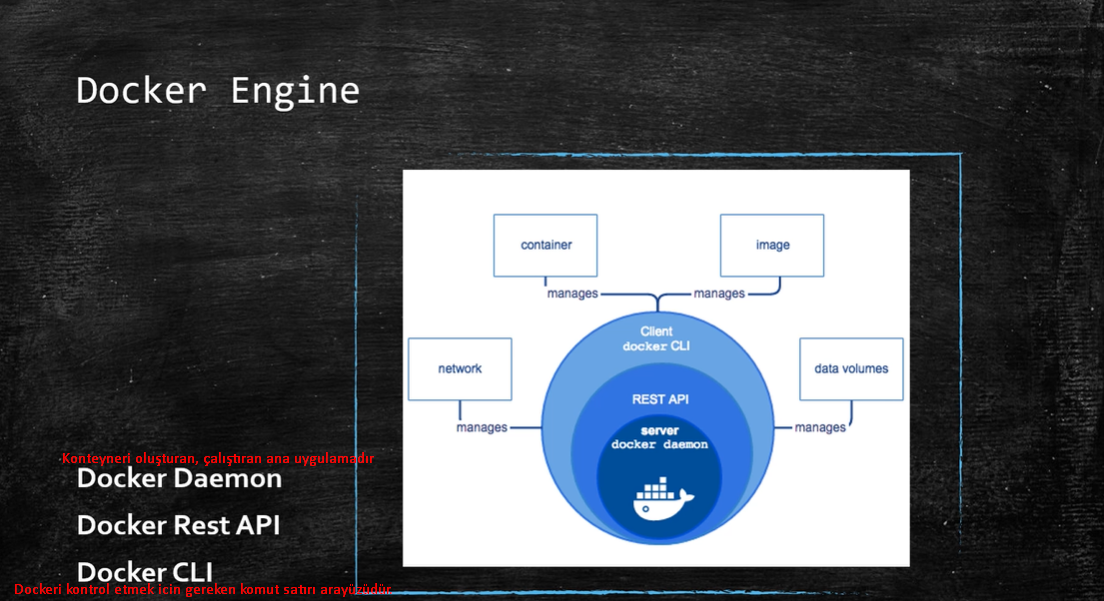 Docker Engine
container
image
manages
manages
Client
docker CLI
network
data volumes
REST API
manages
manages
server
docker daemon
Konteyneri oluşturan, çalıştıran ana uygulamadır
Docker Daemon
Docker Rest API
Docker CLI
Dockeri kontrol etmek icin gereken komut satırı arayüzüdür.